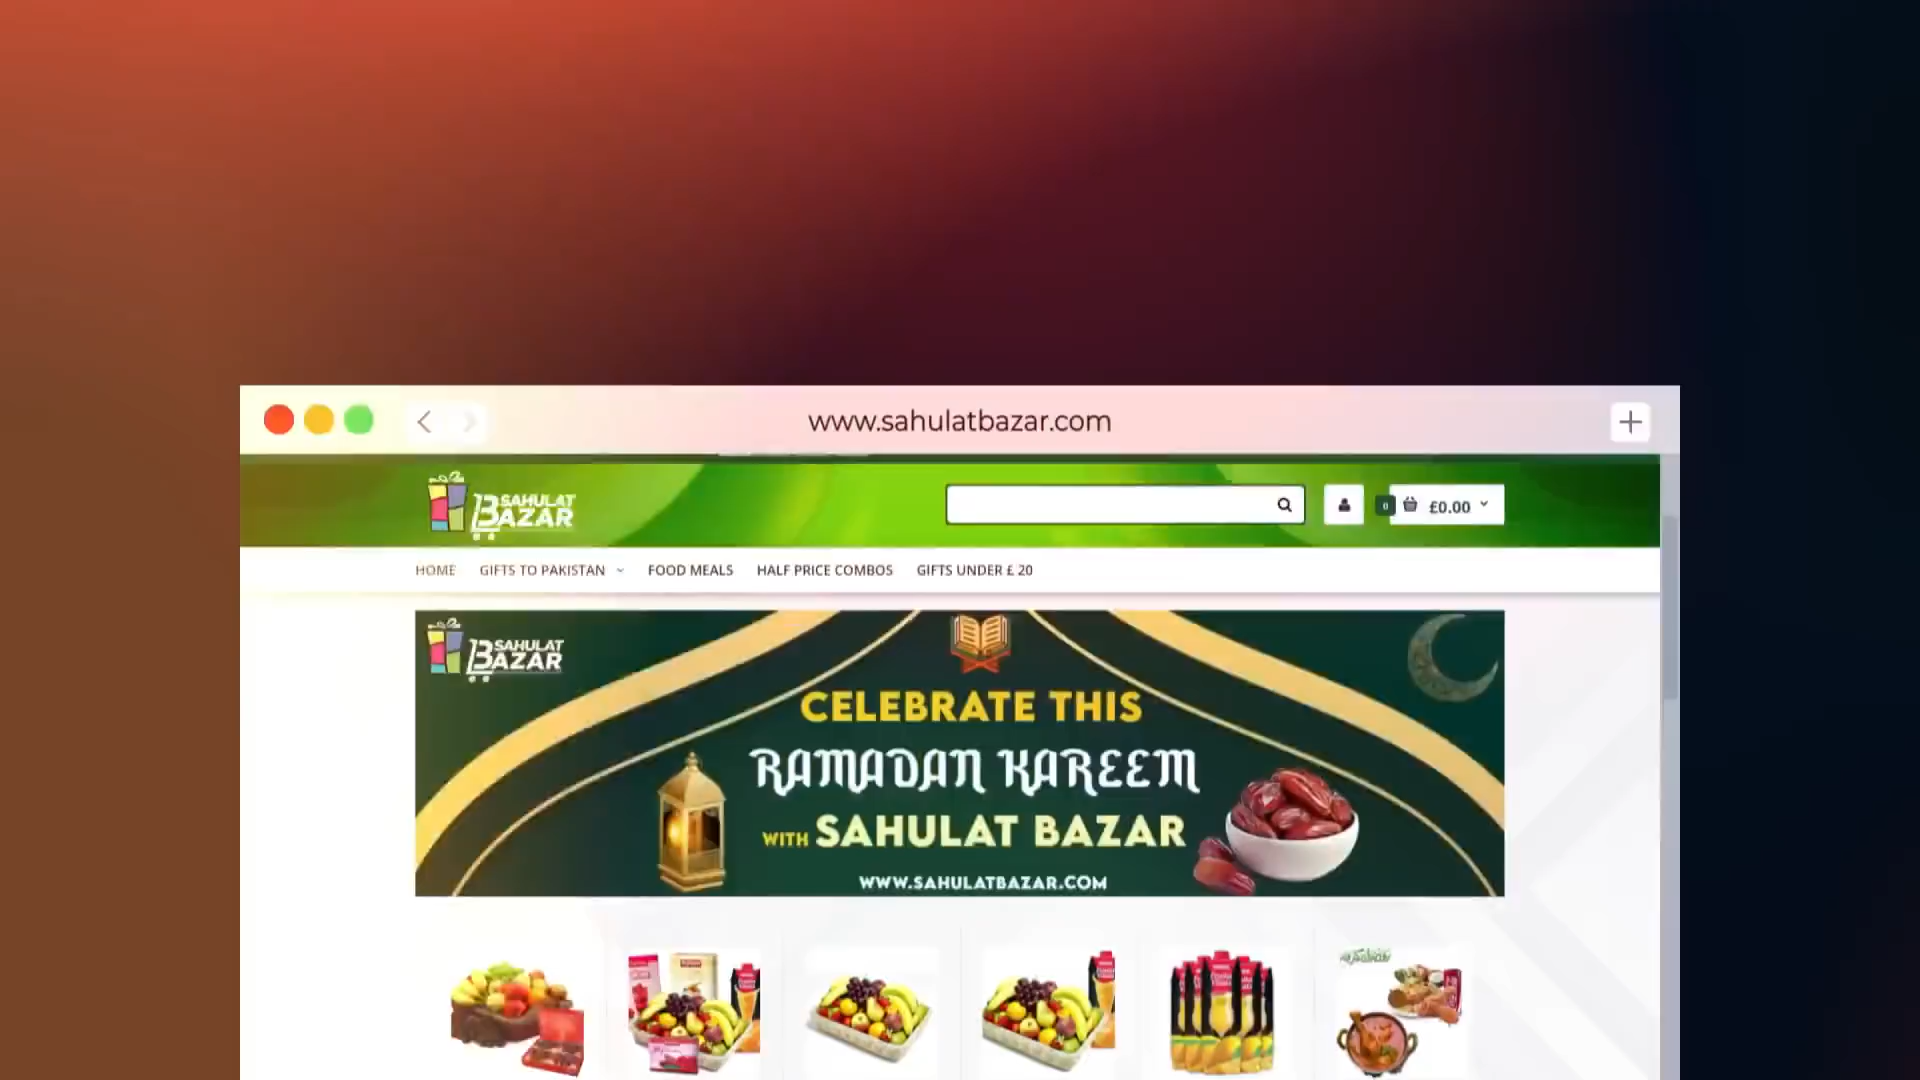 www.sahulatbazar.com
SAHULAT
BAZAR
0
£0.00
HOME
GIFTS TO PAKISTAN
FOOD MEALS
HALF PRICE COMBOS
GIFTS UNDER £ 20
SAHULAT
BAZAR
CELEBRATE THIS
RAMADAN KAREEM
WITH SAHULAT BAZAR
WWW.SAHULATBAZAR.COM